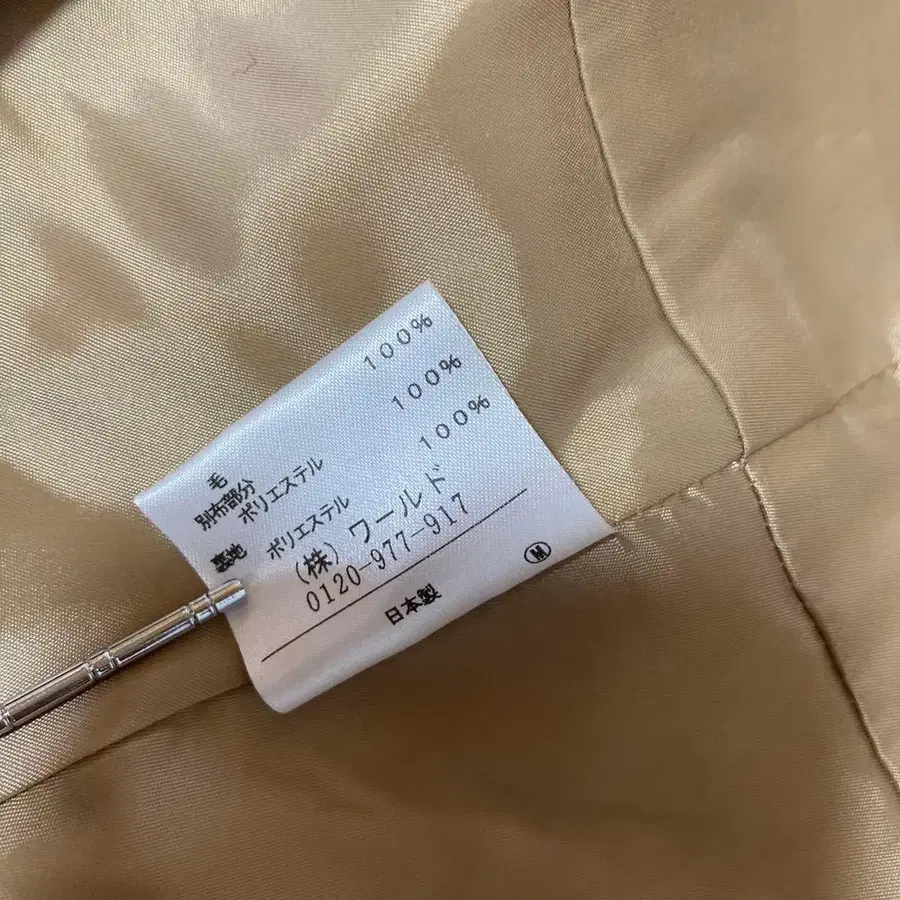 毛 100%
別布部分
ポリエステル 100%
裏地 ポリエステル 100%
(株) ワールド
0120-977-917
日本製 M